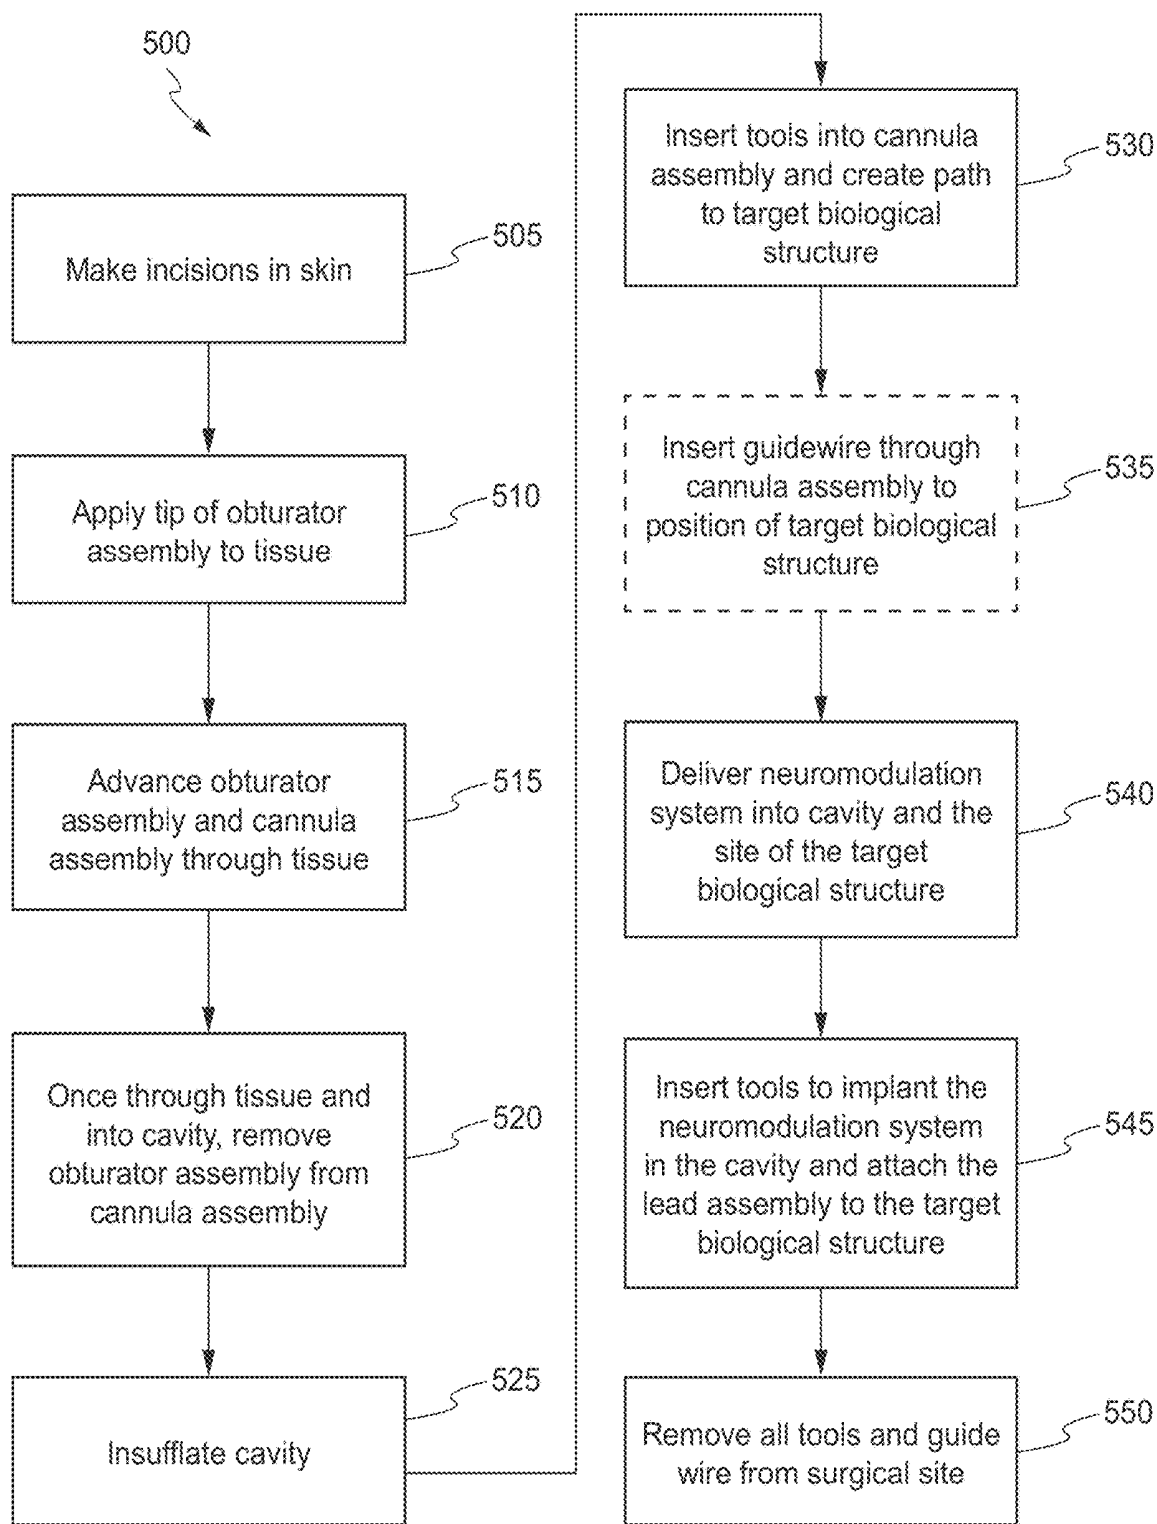 500
Make incisions in skin
505
Apply tip of obturator
assembly to tissue
510
Advance obturator
assembly and cannula
assembly through tissue
515
Once through tissue and
into cavity, remove
obturator assembly from
cannula assembly
520
Insufflate cavity
525
Insert tools into cannula
assembly and create path
to target biological
structure
530
Insert guidewire through
cannula assembly to
position of target biological
structure
535
Deliver neuromodulation
system into cavity and the
site of the target
biological structure
540
Insert tools to implant the
neuromodulation system
in the cavity and attach the
lead assembly to the target
biological structure
545
Remove all tools and guide
wire from surgical site
550